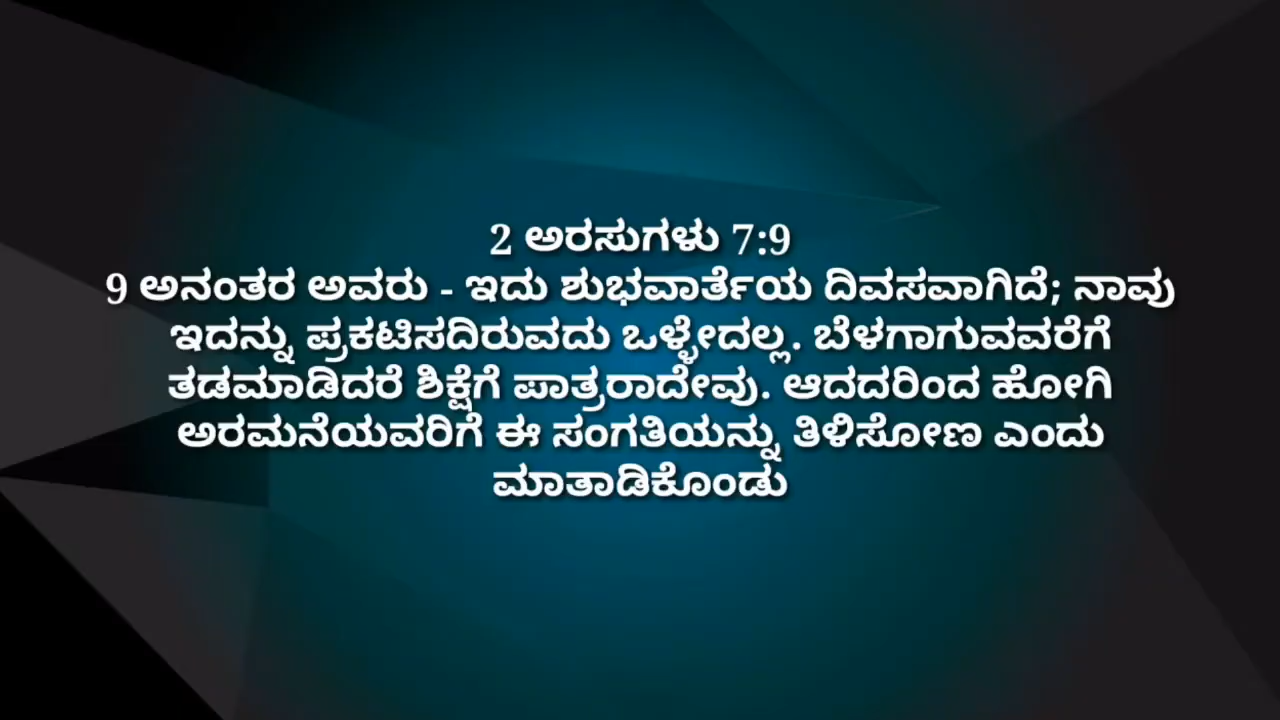 2 ಅರಸುಗಳು 7:9
9 ಅನಂತರ ಅವರು - ಇದು ಶುಭವಾರ್ತೆಯ ದಿವಸವಾಗಿದೆ; ನಾವು
ಇದನ್ನು ಪ್ರಕಟಿಸದಿರುವದು ಒಳ್ಳೇದಲ್ಲ. ಬೆಳಗಾಗುವವರೆಗೆ
ತಡಮಾಡಿದರೆ ಶಿಕ್ಷೆಗೆ ಪಾತ್ರರಾದೇವು. ಆದದರಿಂದ ಹೋಗಿ
ಅರಮನೆಯವರಿಗೆ ಈ ಸಂಗತಿಯನ್ನು ತಿಳಿಸೋಣ ಎಂದು
ಮಾತಾಡಿಕೊಂಡು